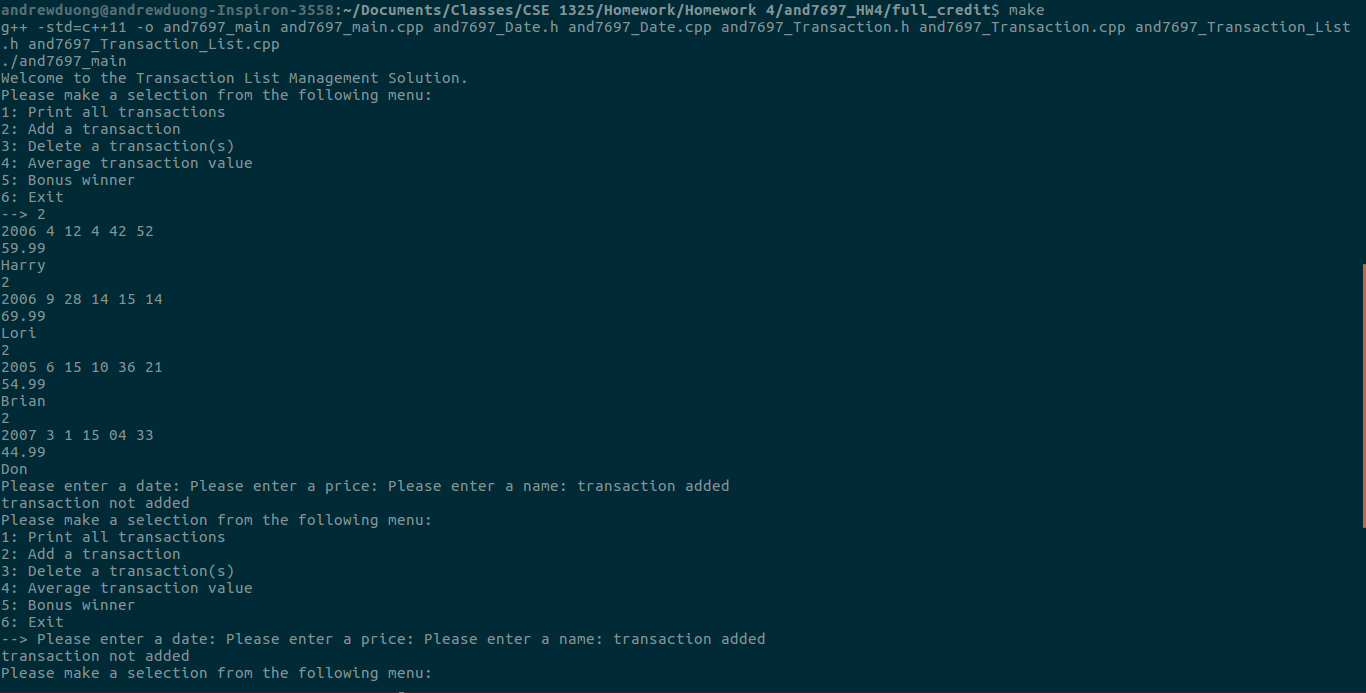 andrewduong@andrewduong-Inspiron-3558:~/Documents/Classes/CSE 1325/Homework/Homework 4/and7697_HW4/full_credit$ make
g++ -std=c++11 -o and7697_main and7697_main.cpp and7697_Date.h and7697_Date.cpp and7697_Transaction.h and7697_Transaction.cpp and7697_Transaction_List
.h and7697_Transaction_List.cpp
./and7697_main
Welcome to the Transaction List Management Solution.
Please make a selection from the following menu:
1: Print all transactions
2: Add a transaction
3: Delete a transaction(s)
4: Average transaction value
5: Bonus winner
6: Exit
--> 2
2006 4 12 4 42 52
59.99
Harry
2
2006 9 28 14 15 14
69.99
Lori
2
2005 6 15 10 36 21
54.99
Brian
2
2007 3 1 15 04 33
44.99
Don
Please enter a date: Please enter a price: Please enter a name: transaction added
transaction not added
Please make a selection from the following menu:
1: Print all transactions
2: Add a transaction
3: Delete a transaction(s)
4: Average transaction value
5: Bonus winner
6: Exit
--> Please enter a date: Please enter a price: Please enter a name: transaction added
transaction not added
Please make a selection from the following menu: